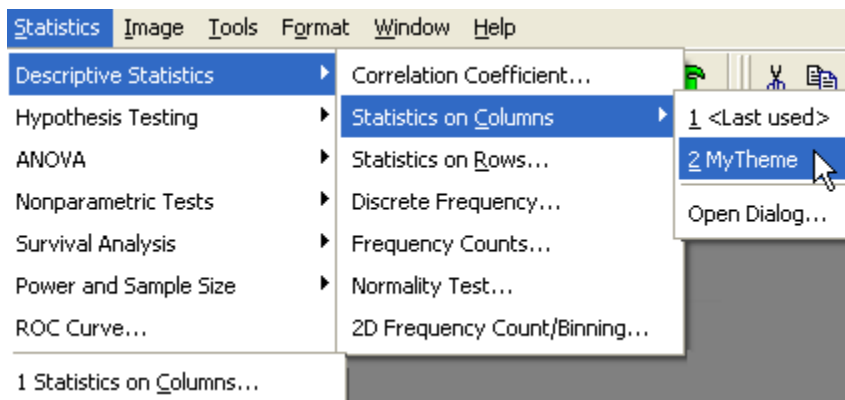 Statistics Image Tools Format Window Help
Descriptive Statistics
Hypothesis Testing
ANOVA
Nonparametric Tests
Survival Analysis
Power and Sample Size
ROC Curve...
1 Statistics on Columns...
Correlation Coefficient...
Statistics on Columns
Statistics on Rows...
Discrete Frequency...
Frequency Counts...
Normality Test...
2D Frequency Count/Binning...
1 <Last used>
2 MyTheme
Open Dialog...